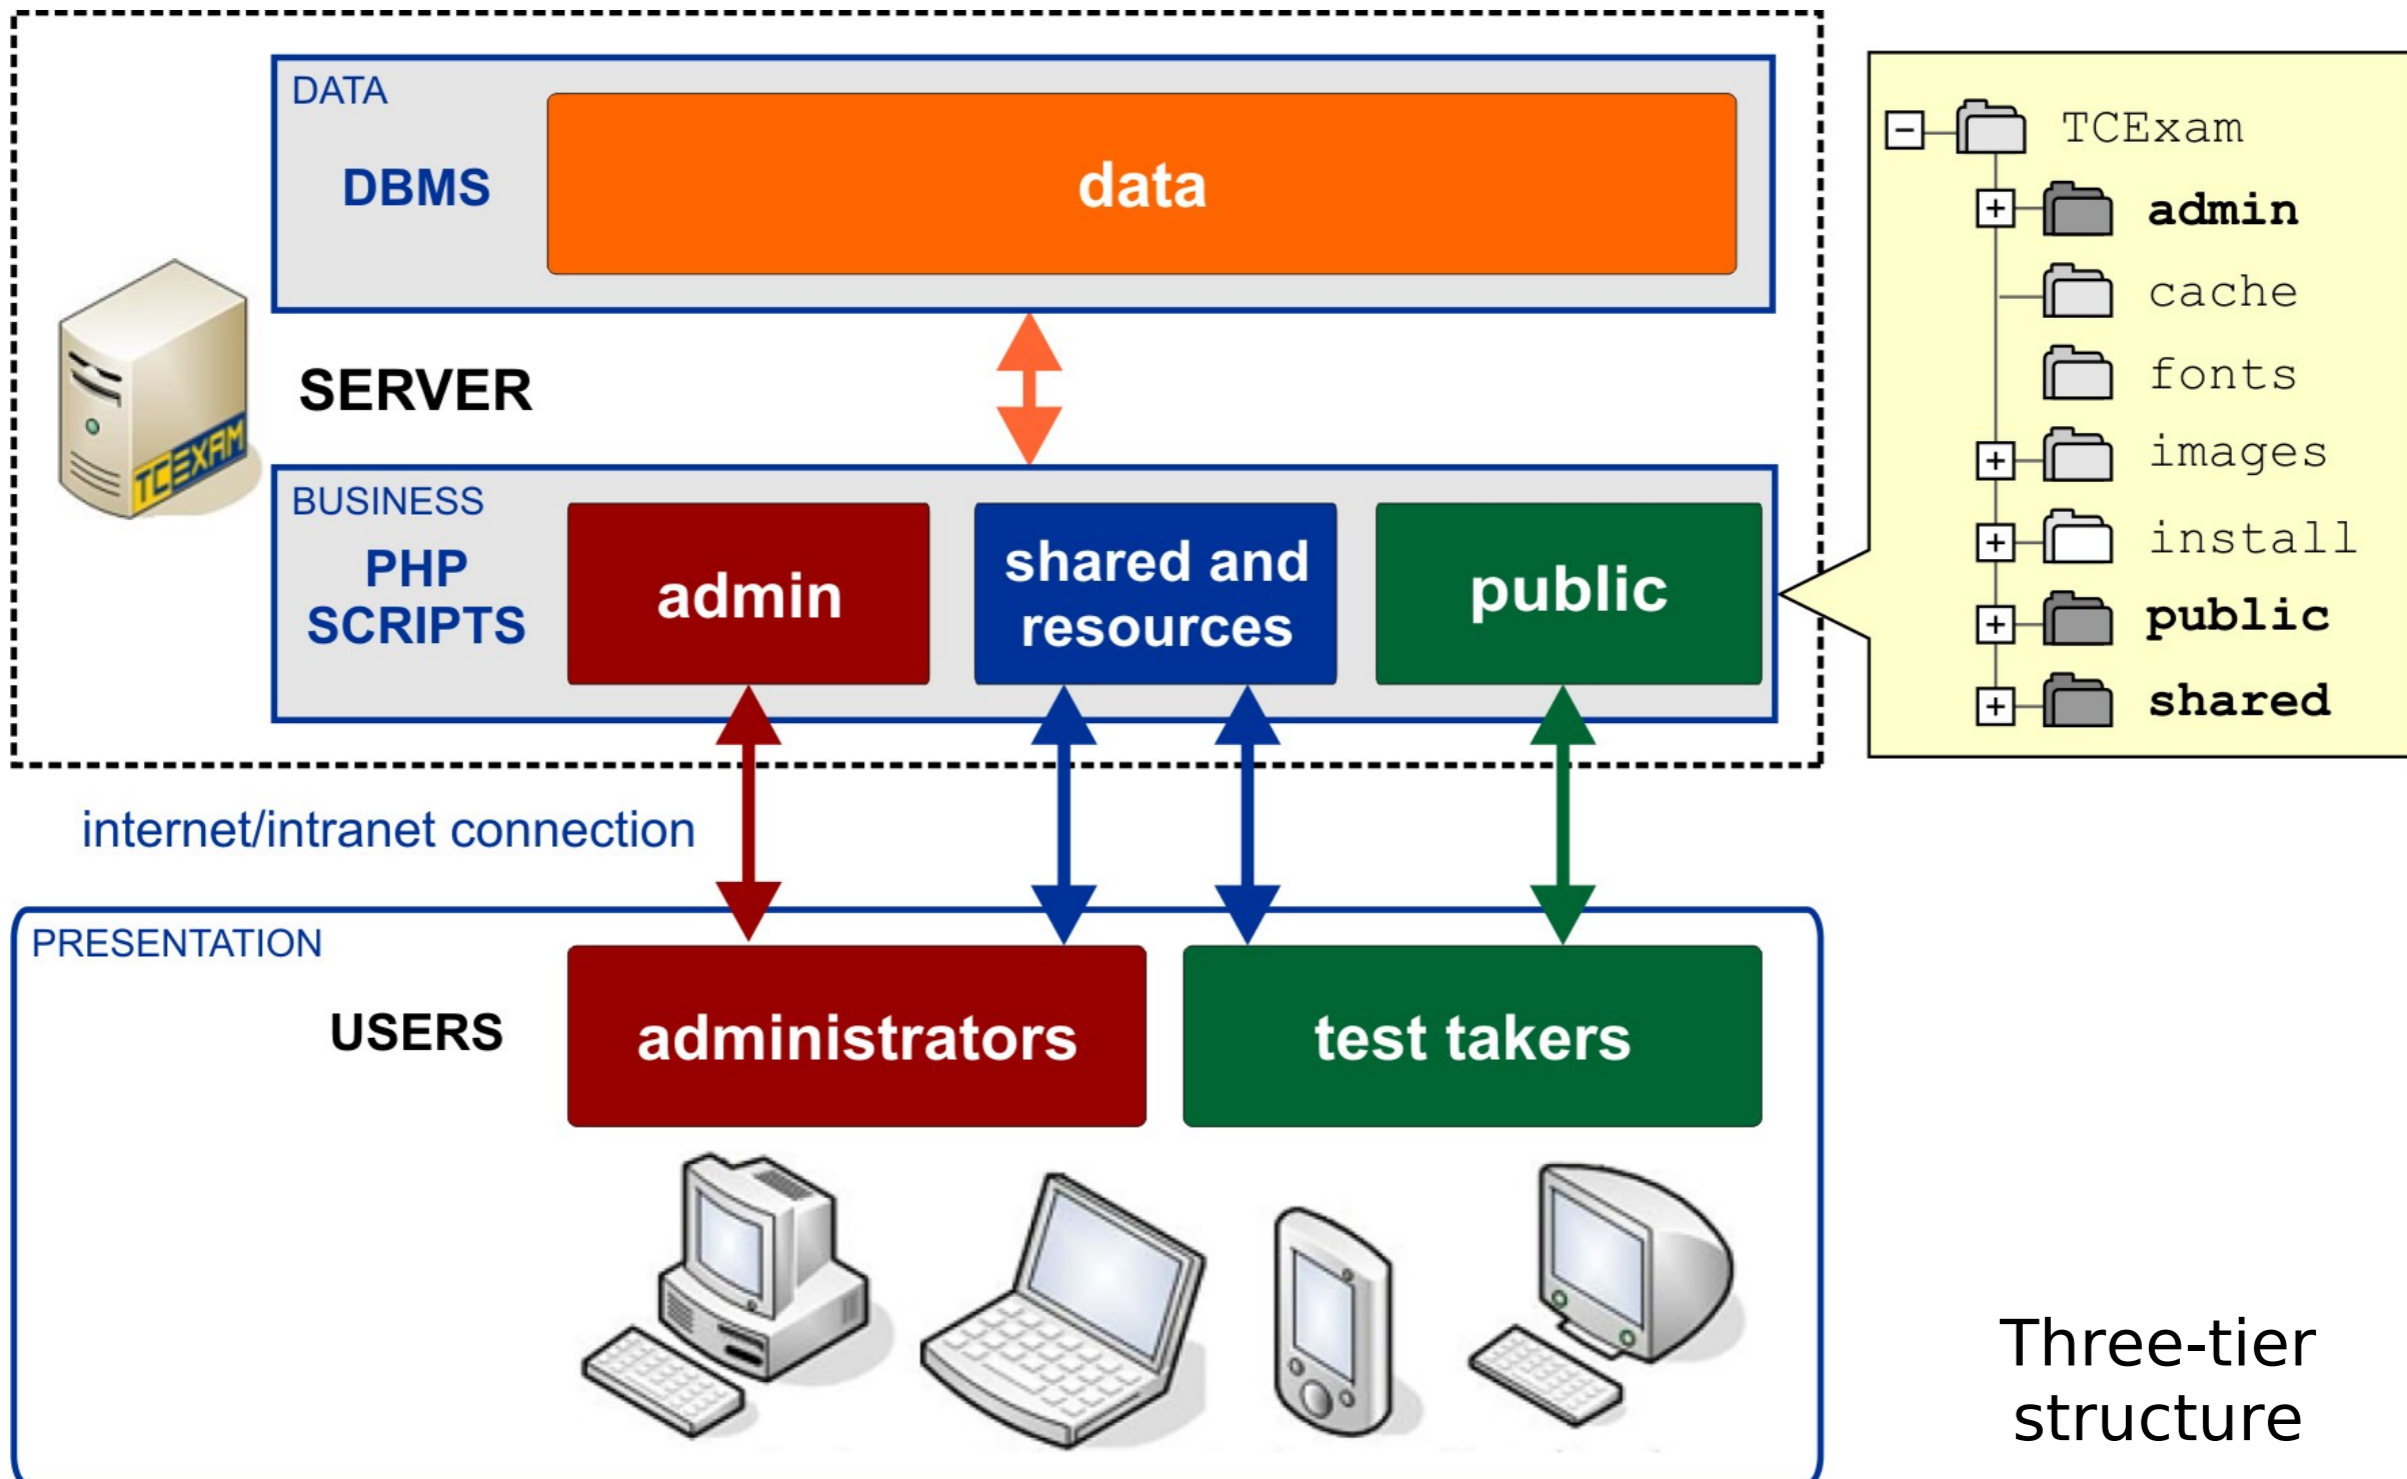 DATA
DBMS
data
SERVER
TCEXAM
BUSINESS
PHP
SCRIPTS
admin
shared and
resources
public
internet/intranet connection
PRESENTATION
USERS
administrators
test takers
TCExam
admin
cache
fonts
images
install
public
shared
Three-tier
structure